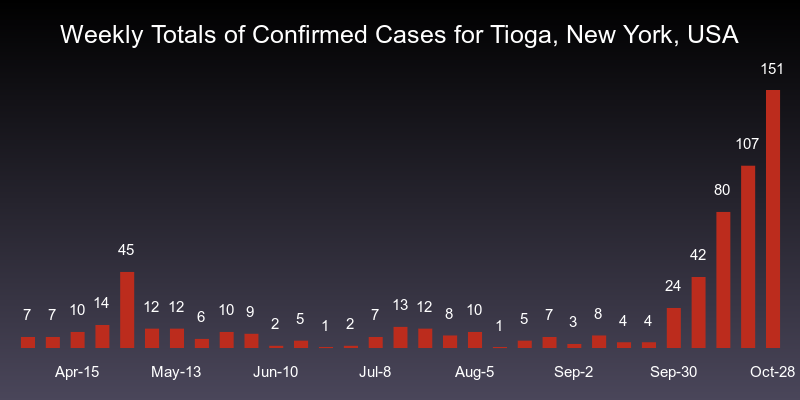 Weekly Totals of Confirmed Cases for Tioga, New York, USA
7 7 10 14 45 12 12 6 10 9 2 5 1 2 7 13 12 8 10 1 5 7 3 8 4 4 24 42 80 107 151
Apr-15 May-13 Jun-10 Jul-8 Aug-5 Sep-2 Sep-30 Oct-28